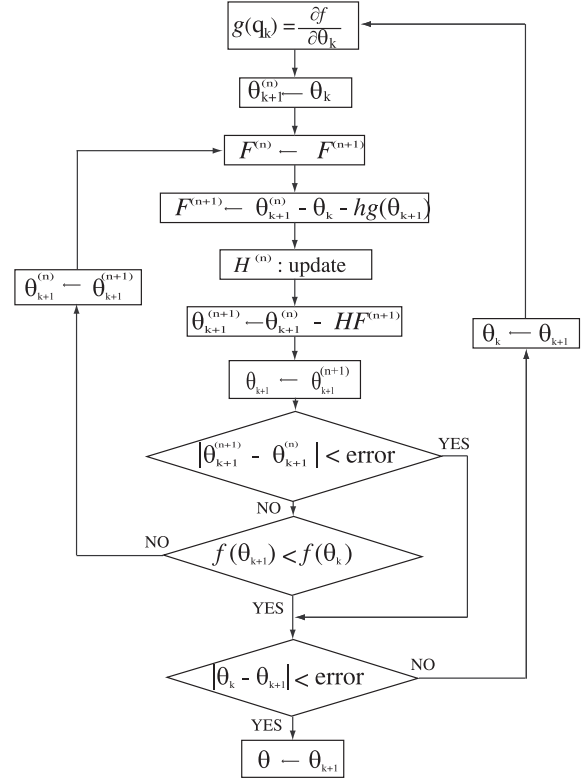 g(q_k) = ∂f/∂θ_k
θ_{k+1}^{(n)} ← θ_k
F^{(n)} ← F^{(n+1)}
F^{(n+1)} ← θ_{k+1}^{(n)} - θ_k - hg(θ_{k+1})
H^{(n)} : update
θ_{k+1}^{(n)} ← θ_{k+1}^{(n+1)}
θ_{k+1}^{(n+1)} ← θ_{k+1}^{(n)} - HF^{(n+1)}
θ_k ← θ_{k+1}
θ_{k+1} ← θ_{k+1}^{(n+1)}
|θ_{k+1}^{(n+1)} - θ_{k+1}^{(n)}| < error
YES
NO
f(θ_{k+1}) < f(θ_k)
NO
YES
|θ_k - θ_{k+1}| < error
NO
YES
θ ← θ_{k+1}